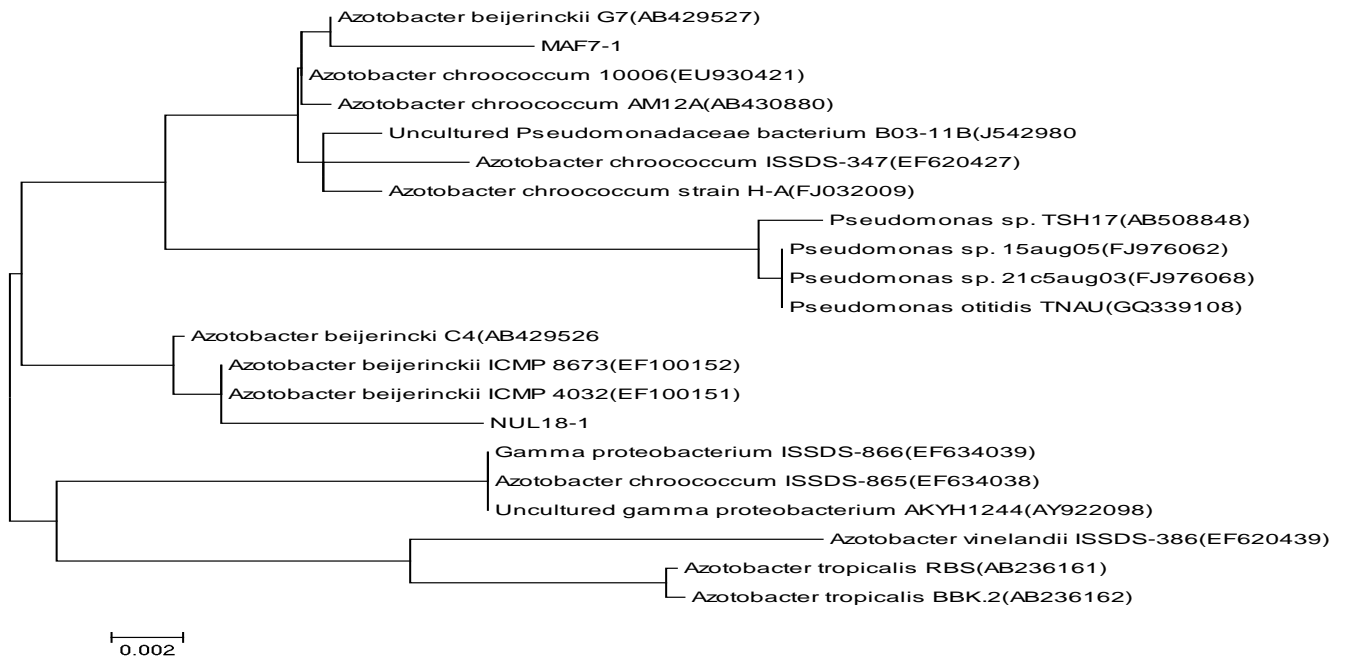 Azotobacter beijerinckii G7(AB429527)
MAF7-1
Azotobacter chroococcum 10006(EU930421)
Azotobacter chroococcum AM12A(AB430880)
Uncultured Pseudomonadaceae bacterium B03-11B(J542980
Azotobacter chroococcum ISSDS-347(EF620427)
Azotobacter chroococcum strain H-A(FJ032009)
Pseudomonas sp. TSH17(AB508848)
Pseudomonas sp. 15aug05(FJ976062)
Pseudomonas sp. 21c5aug03(FJ976068)
Pseudomonas otitidis TNAU(GQ339108)
Azotobacter beijerincki C4(AB429526
Azotobacter beijerinckii ICMP 8673(EF100152)
Azotobacter beijerinckii ICMP 4032(EF100151)
NUL18-1
Gamma proteobacterium ISSDS-866(EF634039)
Azotobacter chroococcum ISSDS-865(EF634038)
Uncultured gamma proteobacterium AKYH1244(AY922098)
Azotobacter vinelandii ISSDS-386(EF620439)
Azotobacter tropicalis RBS(AB236161)
Azotobacter tropicalis BBK.2(AB236162)
0.002